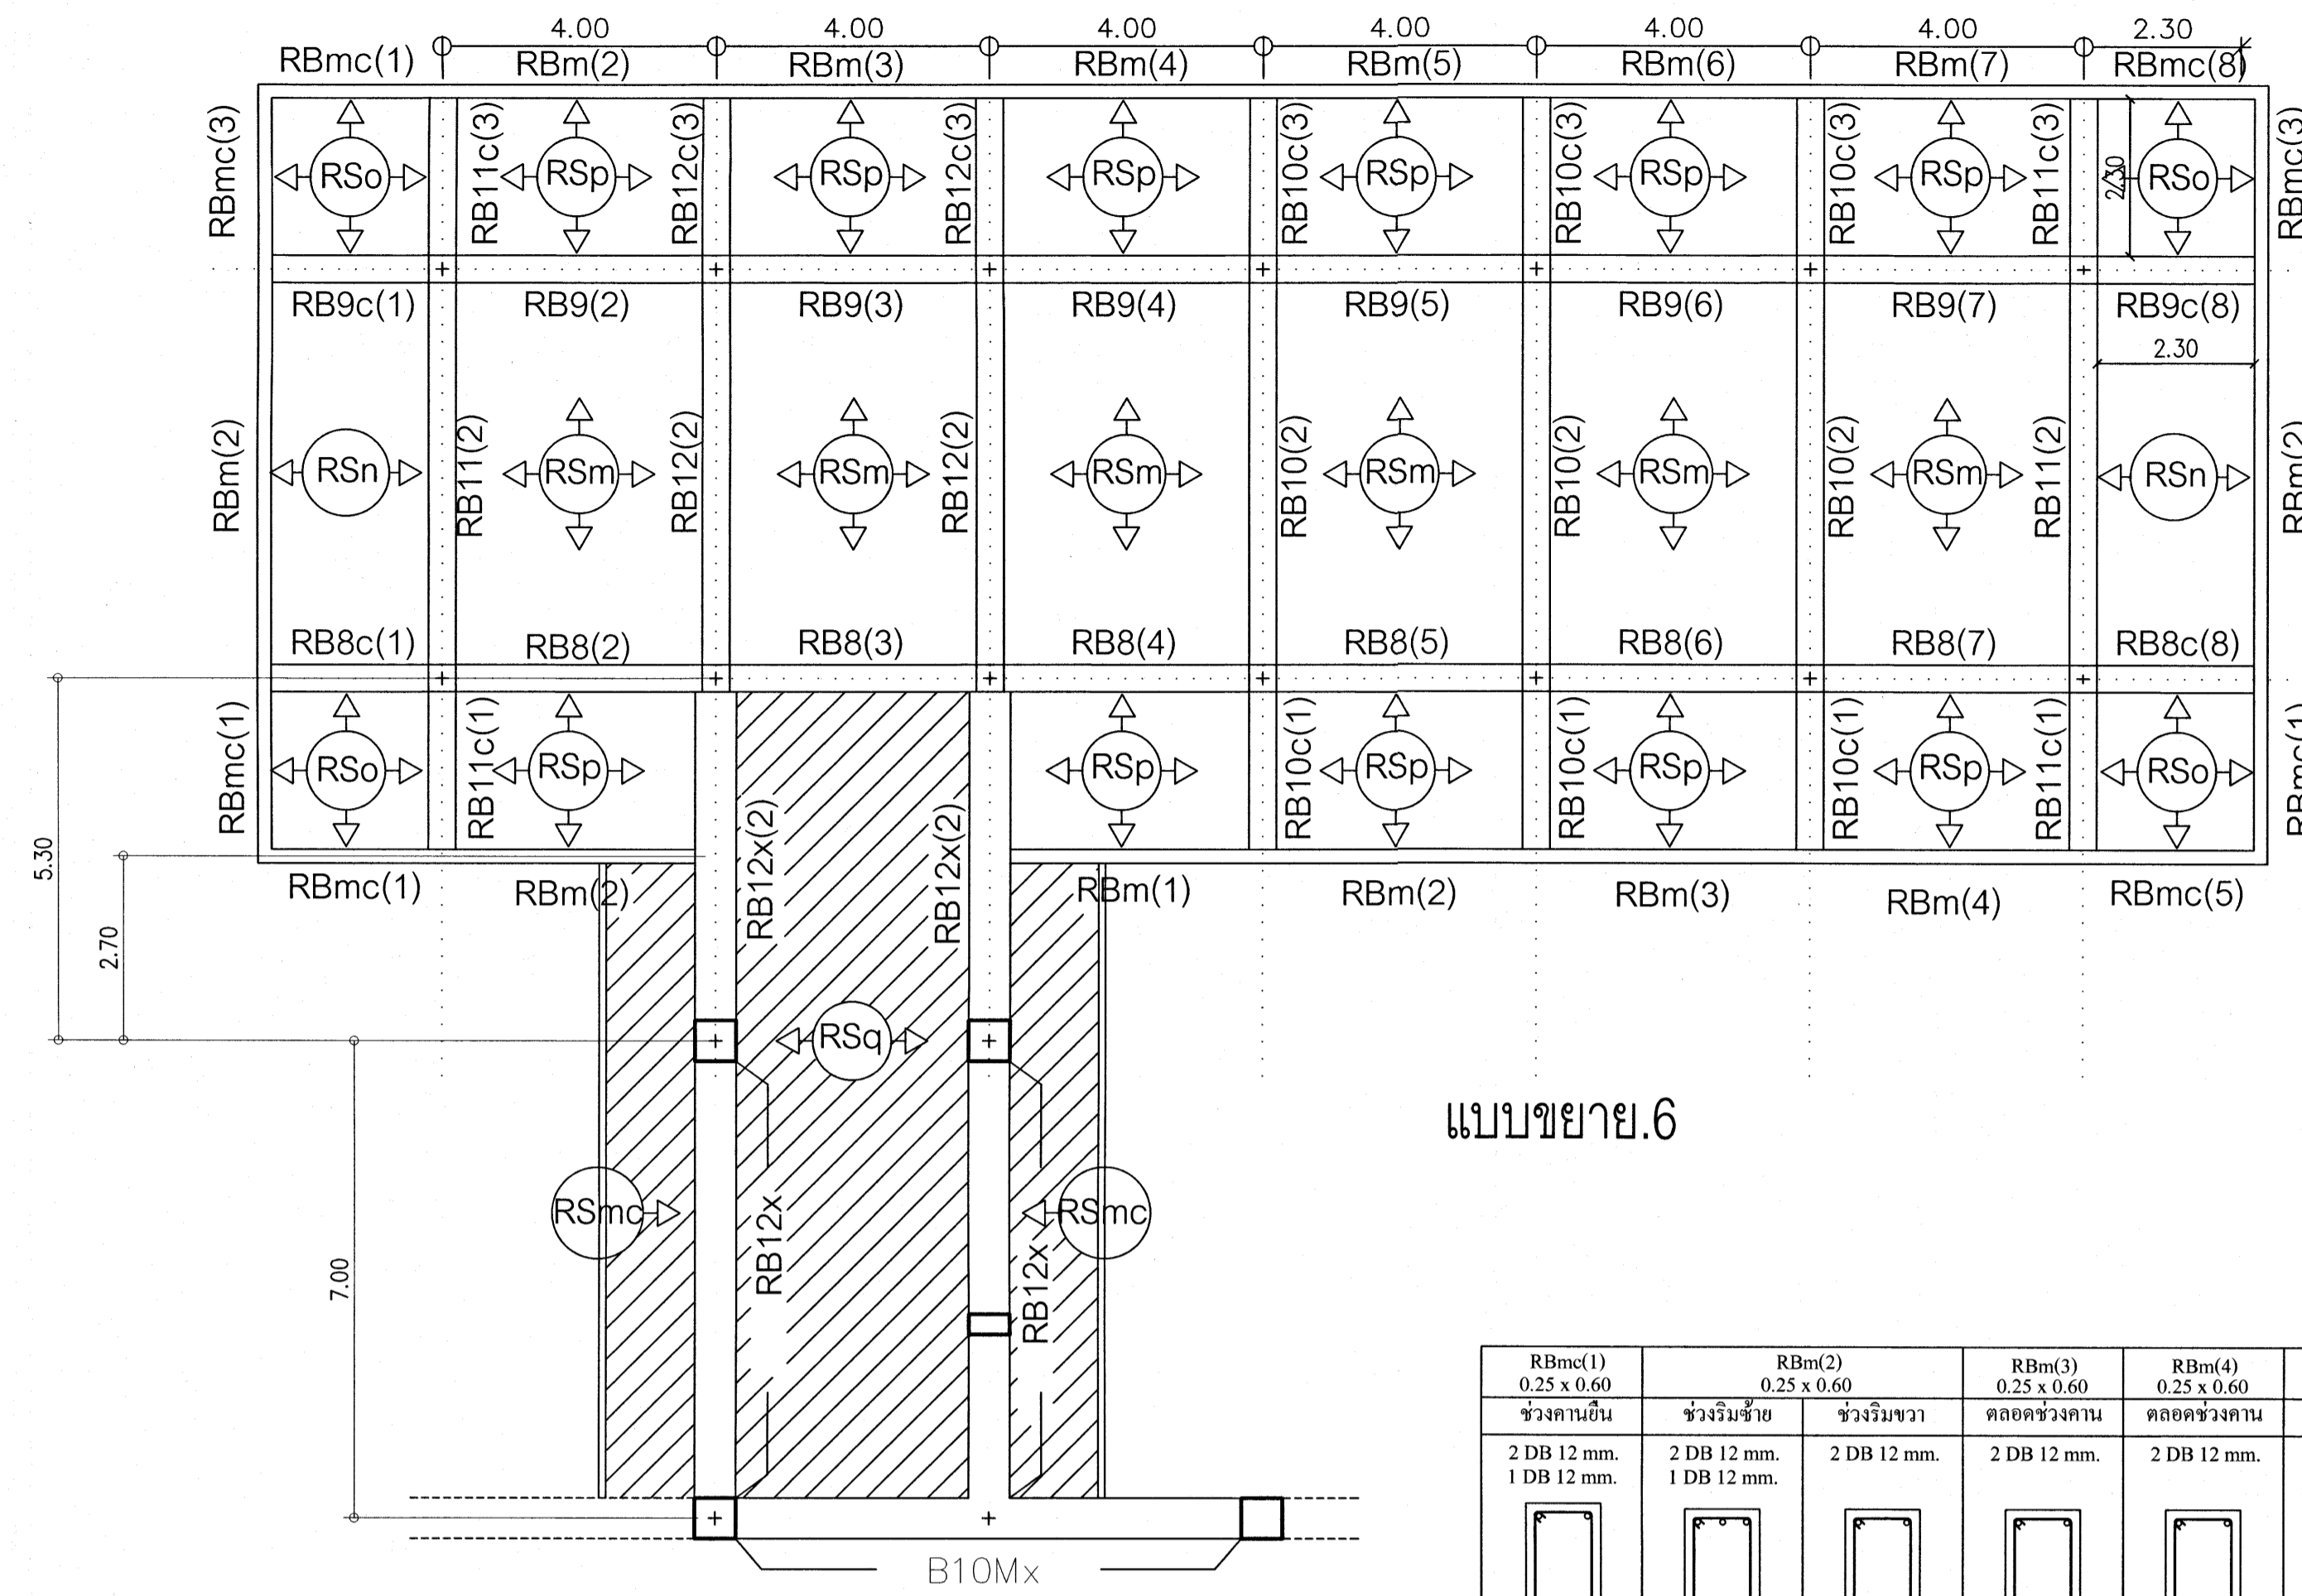 4.00 4.00 4.00 4.00 4.00 4.00 2.30
RBmc(1) RBm(2) RBm(3) RBm(4) RBm(5) RBm(6) RBm(7) RBmc(8)
RBmc(3) RSo RB11c(3) RSp RB12c(3) RSp RB12c(3) RSp RB10c(3) RSp RB10c(3) RSp RB10c(3) RSp RB11c(3) 2.30 RSo RBmc(3)
RB9c(1) RB9(2) RB9(3) RB9(4) RB9(5) RB9(6) RB9(7) RB9c(8)
2.30
RBm(2) RSn RB11(2) RSm RB12(2) RSm RB12(2) RSm RB10(2) RSm RB10(2) RSm RB10(2) RSm RB11(2) RSn RBm(2)
RB8c(1) RB8(2) RB8(3) RB8(4) RB8(5) RB8(6) RB8(7) RB8c(8)
RBmc(1) RSo RB11c(1) RSp RSp RB10c(1) RSp RB10c(1) RSp RB10c(1) RSp RB11c(1) RSo RBmc(1)
RBmc(1) RBm(2) RB12x(2) RB12x(2) RBm(1) RBm(2) RBm(3) RBm(4) RBmc(5)
5.30
2.70
RSq
แบบขยาย.6
7.00
RSmc RB12x RB12x RSmc
B10Mx
RBmc(1) RBm(2) RBm(3) RBm(4)
0.25 x 0.60 0.25 x 0.60 0.25 x 0.60 0.25 x 0.60
ช่วงคานยื่น ช่วงริมซ้าย ช่วงริมขวา ตลอดช่วงคาน ตลอดช่วงคาน
2 DB 12 mm. 2 DB 12 mm. 2 DB 12 mm. 2 DB 12 mm. 2 DB 12 mm.
1 DB 12 mm. 1 DB 12 mm.